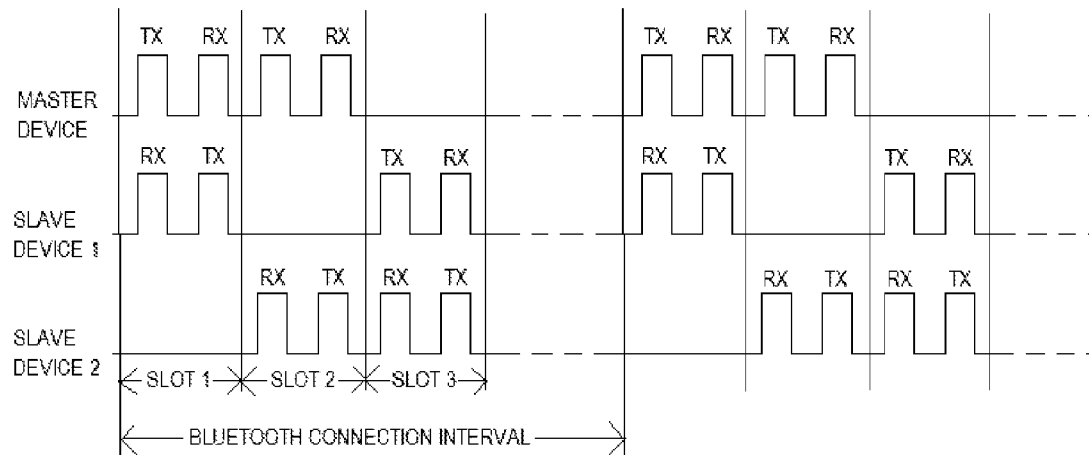 TX RX TX RX TX RX TX RX
MASTER
DEVICE
RX TX TX RX RX TX TX RX
SLAVE
DEVICE 1
RX TX RX TX RX TX RX TX
SLAVE
DEVICE 2
SLOT 1 SLOT 2 SLOT 3
BLUETOOTH CONNECTION INTERVAL